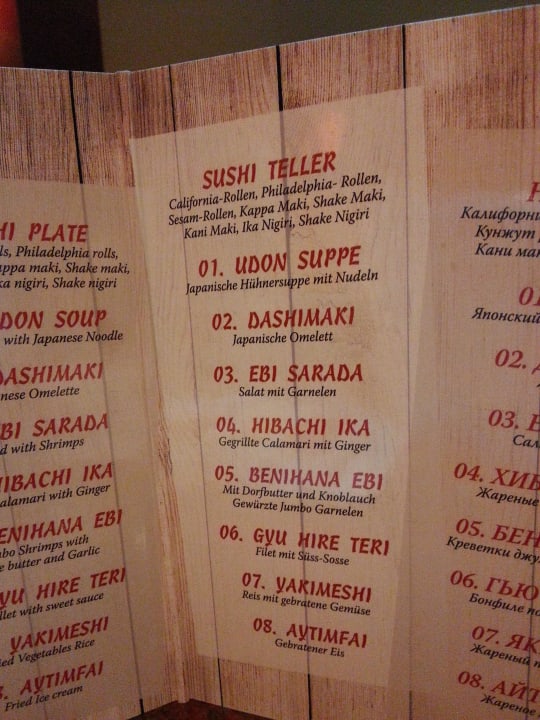 PLATE
Philadelphia rolls,
maki, Shake maki,
nigiri, Shake nigiri
SOUP
with Japanese Noodle
DASHIMAKI
Omelette
SARADA
with Shrimps
HIBACHI IKA
with Ginger
EBI
Shrimps with
butter and Garlic
HIRE TERI
with sweet sauce
YAKIMESHI
Vegetables Rice
AYTIMFAI
Fried Ice cream
SUSHI TELLER
California-Rollen, Philadelphia- Rollen,
Sesam-Rollen, Kappa Maki, Shake Maki,
Kani Maki, Ika Nigiri, Shake Nigiri
01. UDON SUPPE
Japanische Hühnersuppe mit Nudeln
02. DASHIMAKI
Japanische Omelett
03. EBI SARADA
Salat mit Garnelen
04. HIBACHI IKA
Gegrillte Calamari mit Ginger
05. BENIHANA EBI
Mit Dorfbutter und Knoblauch
Gewürzte Jumbo Garnelen
06. GYU HIRE TERI
Filet mit Süss-Sosse
07. YAKIMESHI
Reis mit gebratene Gemüse
08. AYTIMFAI
Gebratener Eis
Кунжут
Кани
01
Японский
02.
03.
04.
Жареные
05.
Креветки
06. ГЬЮ
Бонфиле
07.
Жареный
08.
Жареное